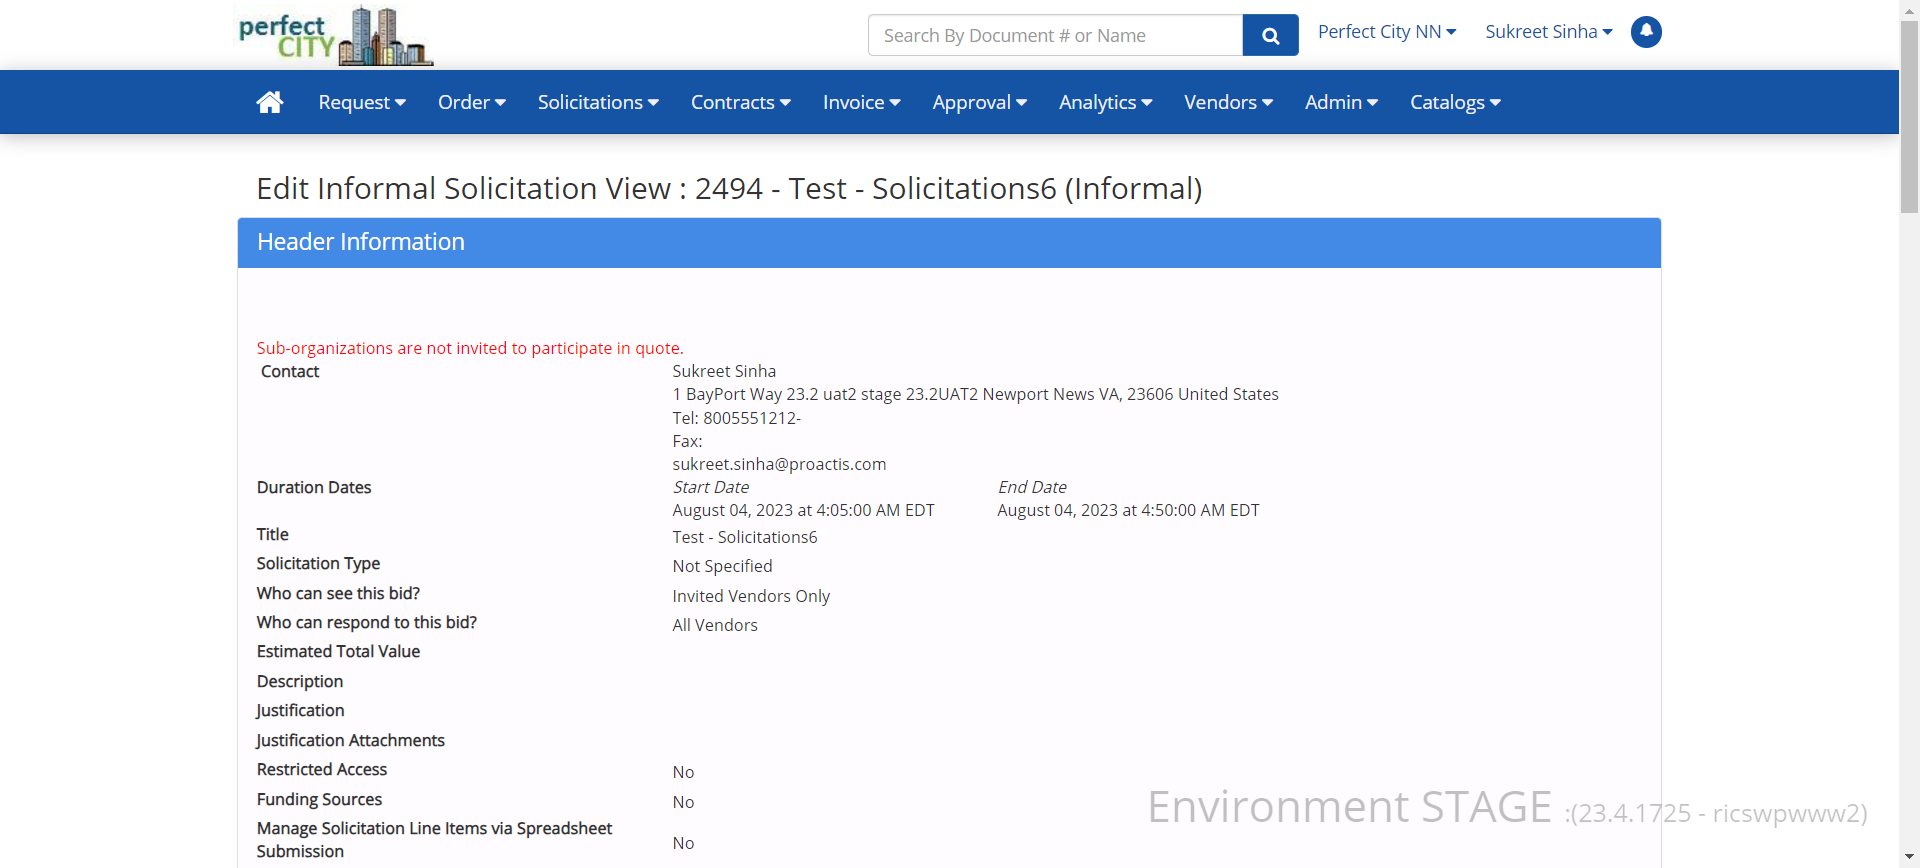 perfect
CITY
Search By Document # or Name
Perfect City NN
Sukreet Sinha
Request
Order
Solicitations
Contracts
Invoice
Approval
Analytics
Vendors
Admin
Catalogs
Edit Informal Solicitation View : 2494 - Test - Solicitations6 (Informal)
Header Information
Sub-organizations are not invited to participate in quote.
Contact
Sukreet Sinha
1 BayPort Way 23.2 uat2 stage 23.2UAT2 Newport News VA, 23606 United States
Tel: 8005551212-
Fax:
sukreet.sinha@proactis.com
Duration Dates
Start Date
End Date
August 04, 2023 at 4:05:00 AM EDT
August 04, 2023 at 4:50:00 AM EDT
Title
Test - Solicitations6
Solicitation Type
Not Specified
Who can see this bid?
Invited Vendors Only
Who can respond to this bid?
All Vendors
Estimated Total Value
Description
Justification
Justification Attachments
Restricted Access
No
Funding Sources
No
Manage Solicitation Line Items via Spreadsheet
Submission
No
Environment STAGE :(23.4.1725 - ricswpwww2)